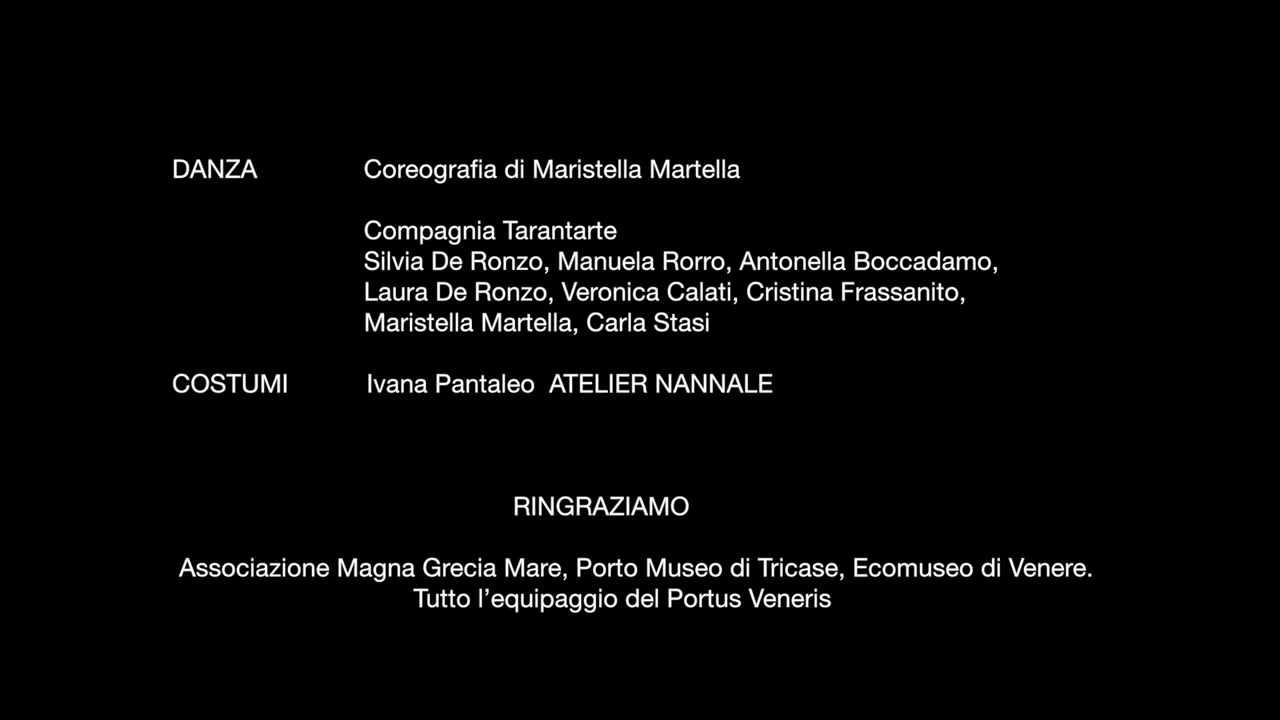 DANZA Coreografia di Maristella Martella
Compagnia Tarantarte
Silvia De Ronzo, Manuela Rorro, Antonella Boccadamo,
Laura De Ronzo, Veronica Calati, Cristina Frassanito,
Maristella Martella, Carla Stasi
COSTUMI Ivana Pantaleo ATELIER NANNALE
RINGRAZIAMO
Associazione Magna Grecia Mare, Porto Museo di Tricase, Ecomuseo di Venere.
Tutto l’equipaggio del Portus Veneris